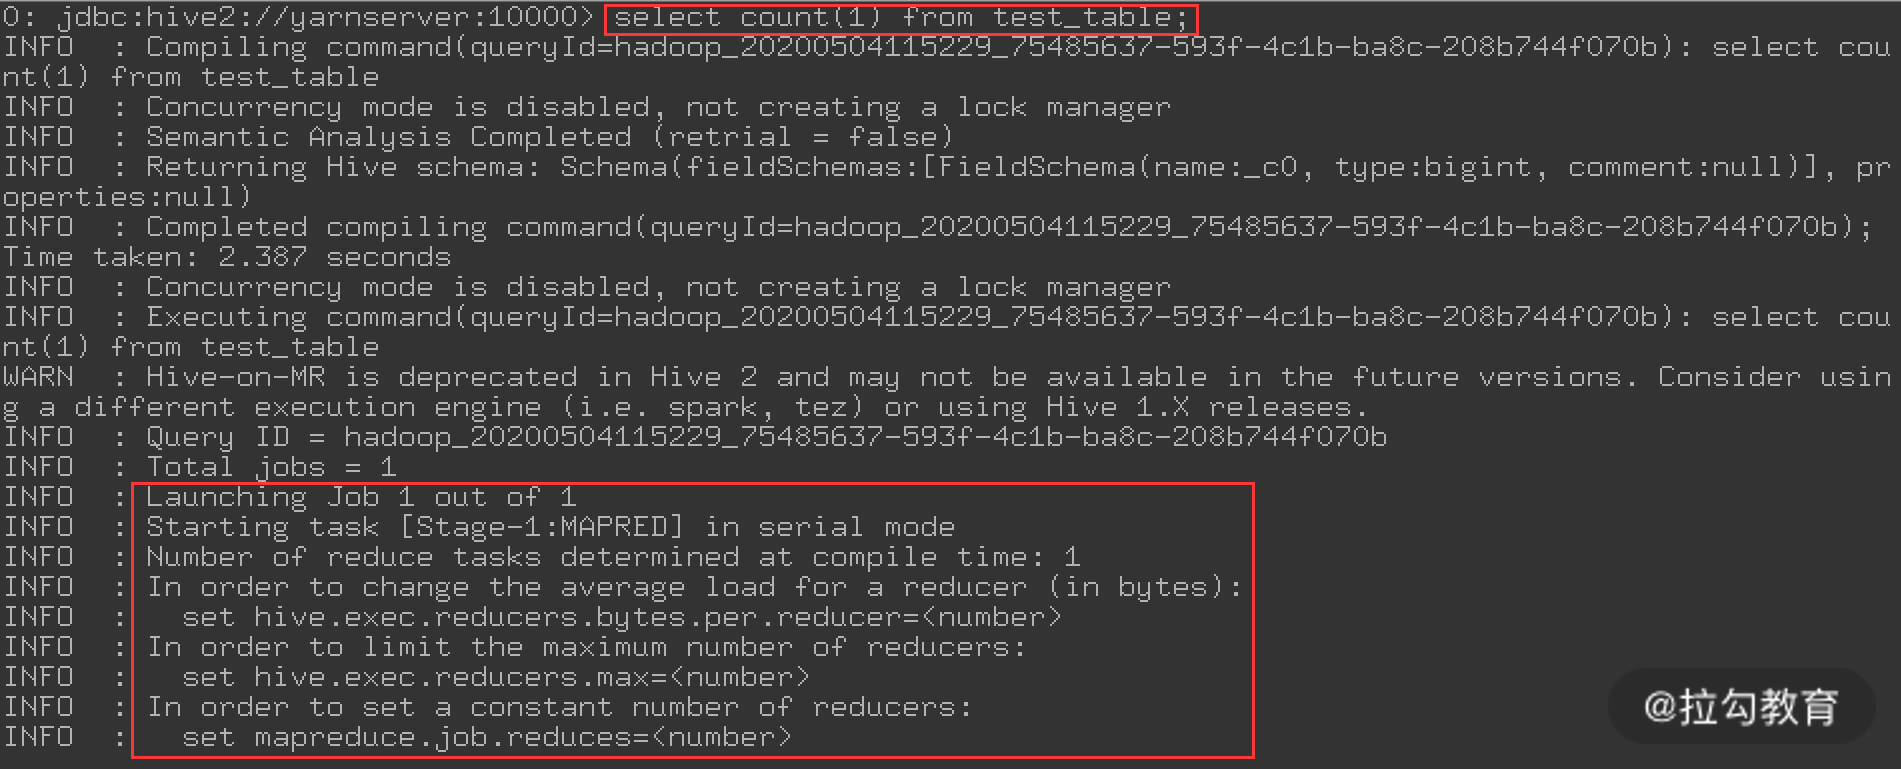 0: jdbc:hive2://yarnserver:10000> select count(1) from test_table;
INFO  : Compiling command(queryId=hadoop_20200504115229_75485637-593f-4c1b-ba8c-208b744f070b): select cou
nt(1) from test_table
INFO  : Concurrency mode is disabled, not creating a lock manager
INFO  : Semantic Analysis Completed (retrial = false)
INFO  : Returning Hive schema: Schema(fieldSchemas:[FieldSchema(name:_c0, type:bigint, comment:null)], pr
operties:null)
INFO  : Completed compiling command(queryId=hadoop_20200504115229_75485637-593f-4c1b-ba8c-208b744f070b);
Time taken: 2.387 seconds
INFO  : Concurrency mode is disabled, not creating a lock manager
INFO  : Executing command(queryId=hadoop_20200504115229_75485637-593f-4c1b-ba8c-208b744f070b): select cou
nt(1) from test_table
WARN  : Hive-on-MR is deprecated in Hive 2 and may not be available in the future versions. Consider usin
g a different execution engine (i.e. spark, tez) or using Hive 1.X releases.
INFO  : Query ID = hadoop_20200504115229_75485637-593f-4c1b-ba8c-208b744f070b
INFO  : Total jobs = 1
INFO  : Launching Job 1 out of 1
INFO  : Starting task [Stage-1:MAPRED] in serial mode
INFO  : Number of reduce tasks determined at compile time: 1
INFO  : In order to change the average load for a reducer (in bytes):
INFO  :   set hive.exec.reducers.bytes.per.reducer=<number>
INFO  : In order to limit the maximum number of reducers:
INFO  :   set hive.exec.reducers.max=<number>
INFO  : In order to set a constant number of reducers:
INFO  :   set mapreduce.job.reduces=<number>
@拉勾教育